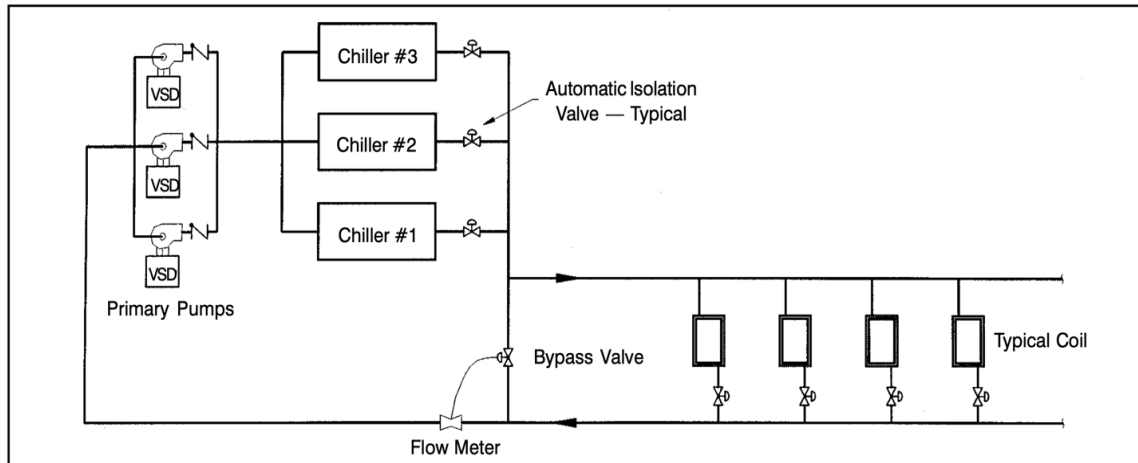 Chiller #3
VSD
Automatic Isolation
Valve — Typical
Chiller #2
VSD
Chiller #1
VSD
Primary Pumps
Typical Coil
Bypass Valve
Flow Meter